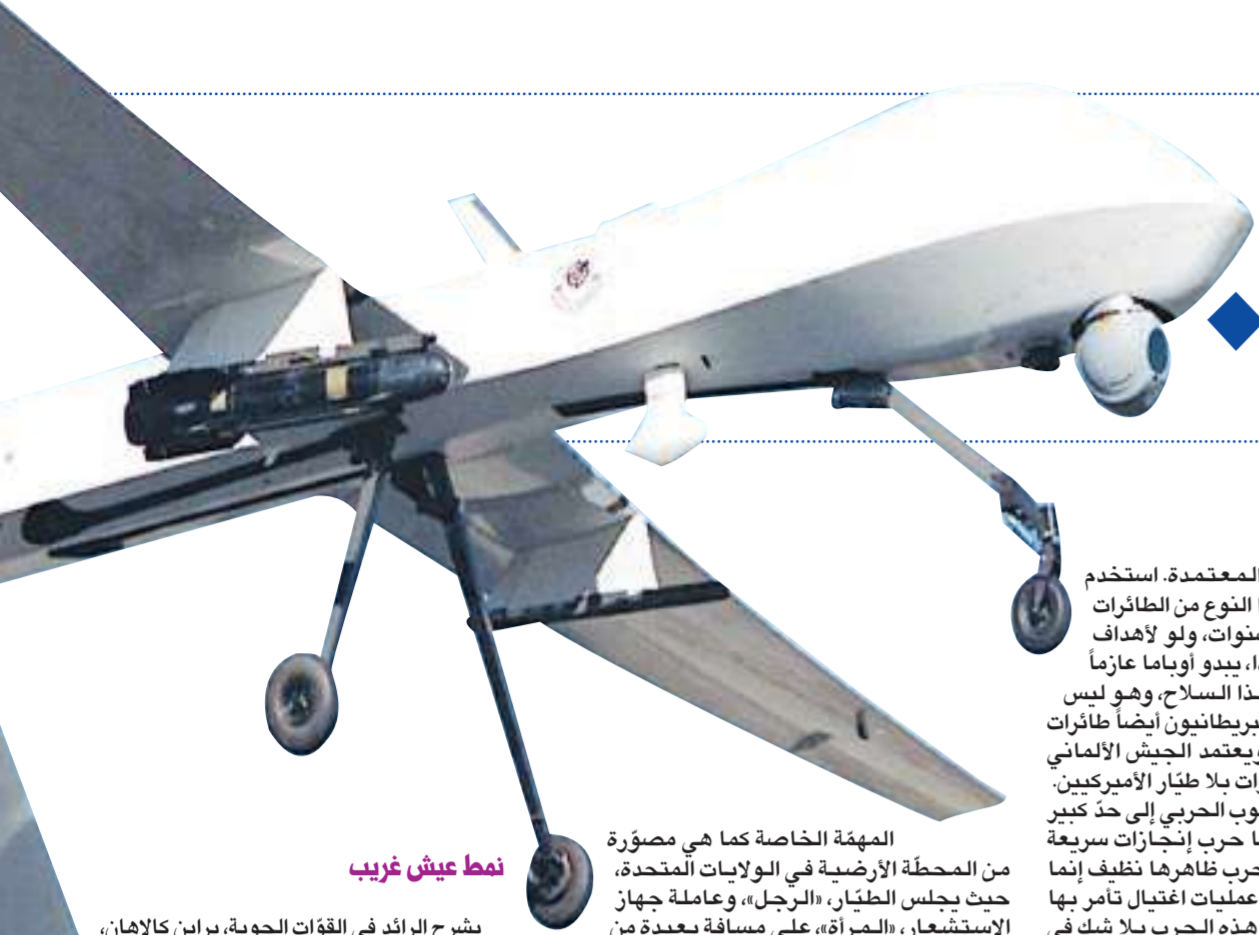 المعتمدة. استخدم
النوع من الطائرات
سنوات، ولو لأهداف
يبدو أوباما عازماً
السلاح، وهو ليس
بريطانيون أيضاً طائرات
ويعتمد الجيش الألماني
بلا طيّار الأميركيين.
الحربي إلى حدّ كبير
حرب إنجازات سريعة
حرب ظاهرها نظيف إنما
عمليات اغتيال تأمر بها
هذه الحرب بلا شك في
المهمّة الخاصة كما هي مصوّرة
من المحطّة الأرضية في الولايات المتحدة،
حيث يجلس الطيّار، «الرجل»، وعاملة جهاز
الاستشعار، «المرأة»، على مسافة بعيدة من
نمط عيش غريب
يشرح الرائد في القوّات الجوية، براين كالاهان،